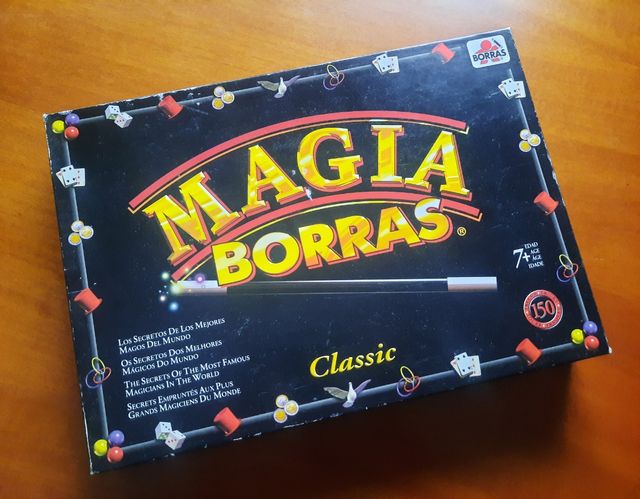 BORRAS
MAGIA
BORRAS®
7+
EDAD
AGE
ÂGE
IDADE
150
LOS SECRETOS DE LOS MEJORES
MAGOS DEL MUNDO
OS SECRETOS DOS MELHORES
MÁGICOS DO MUNDO
THE SECRETS OF THE MOST FAMOUS
MAGICIANS IN THE WORLD
SECRETS EMPRUNTÉS AUX PLUS
GRANDS MAGICIENS DU MONDE
Classic